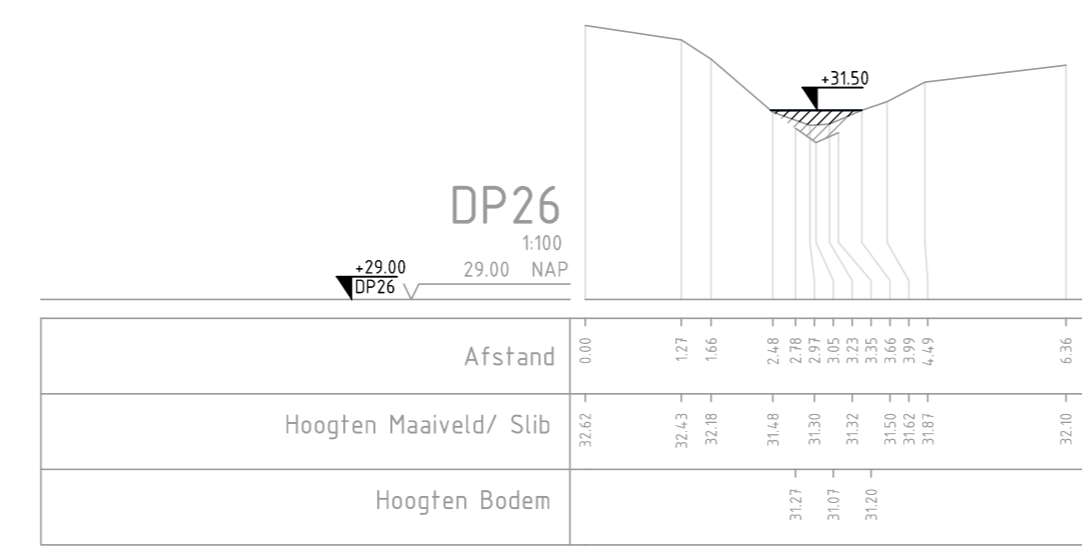 +31.50
DP26
1:100
29.00 NAP
+29.00
DP26
Afstand 0.00 1.27 1.66 2.48 2.78 2.97 3.05 3.23 3.35 3.66 3.99 4.49 6.36
Hoogten Maaiveld/ Slib 32.62 32.43 32.18 31.48 31.30 31.32 31.50 31.62 31.87 32.10
Hoogten Bodem 31.27 31.07 31.20